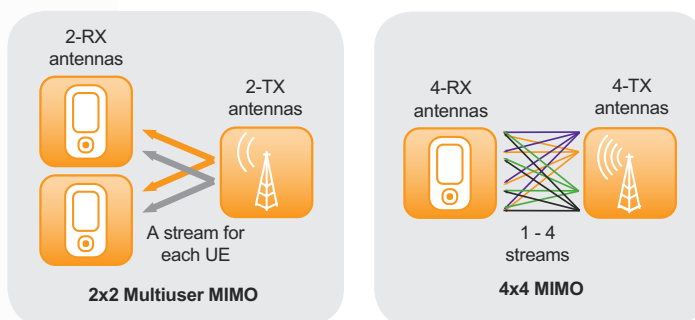 2-RX
antennas
2-TX
antennas
A stream for
each UE
2x2 Multiuser MIMO
4-RX
antennas
4-TX
antennas
1 - 4
streams
4x4 MIMO